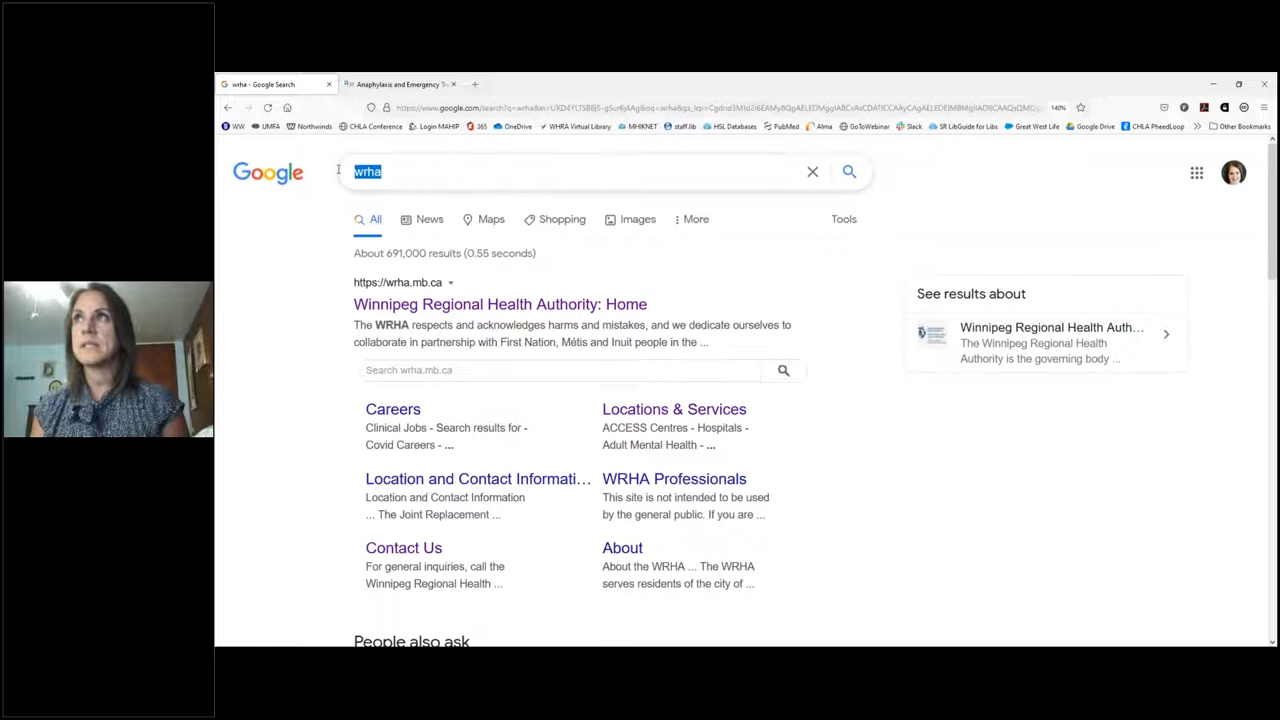 wrha - Google Search
Anaphylaxis and Emergency Tr
WW
UMFA
Northwinds
CHLA Conference
Login MAHIP
365
OneDrive
WHRA Virtual Library
MHIKNET
staff.lib
HSL Databases
PubMed
Alma
GoToWebinar
Slack
SR LibGuide for Libs
Great West Life
Google Drive
CHLA PheedLoop
Other Bookmarks
140%
Google
wrha
All
News
Maps
Shopping
Images
More
Tools
About 691,000 results (0.55 seconds)
https://wrha.mb.ca
Winnipeg Regional Health Authority: Home
The WRHA respects and acknowledges harms and mistakes, and we dedicate ourselves to
collaborate in partnership with First Nation, Métis and Inuit people in the ...
Search wrha.mb.ca
Careers
Clinical Jobs - Search results for -
Covid Careers - ...
Locations & Services
ACCESS Centres - Hospitals -
Adult Mental Health - ...
Location and Contact Informati...
Location and Contact Information
... The Joint Replacement ...
WRHA Professionals
This site is not intended to be used
by the general public. If you are ...
Contact Us
For general inquiries, call the
Winnipeg Regional Health ...
About
About the WRHA ... The WRHA
serves residents of the city of ...
People also ask
See results about
Winnipeg Regional Health Auth...
The Winnipeg Regional Health
Authority is the governing body ...